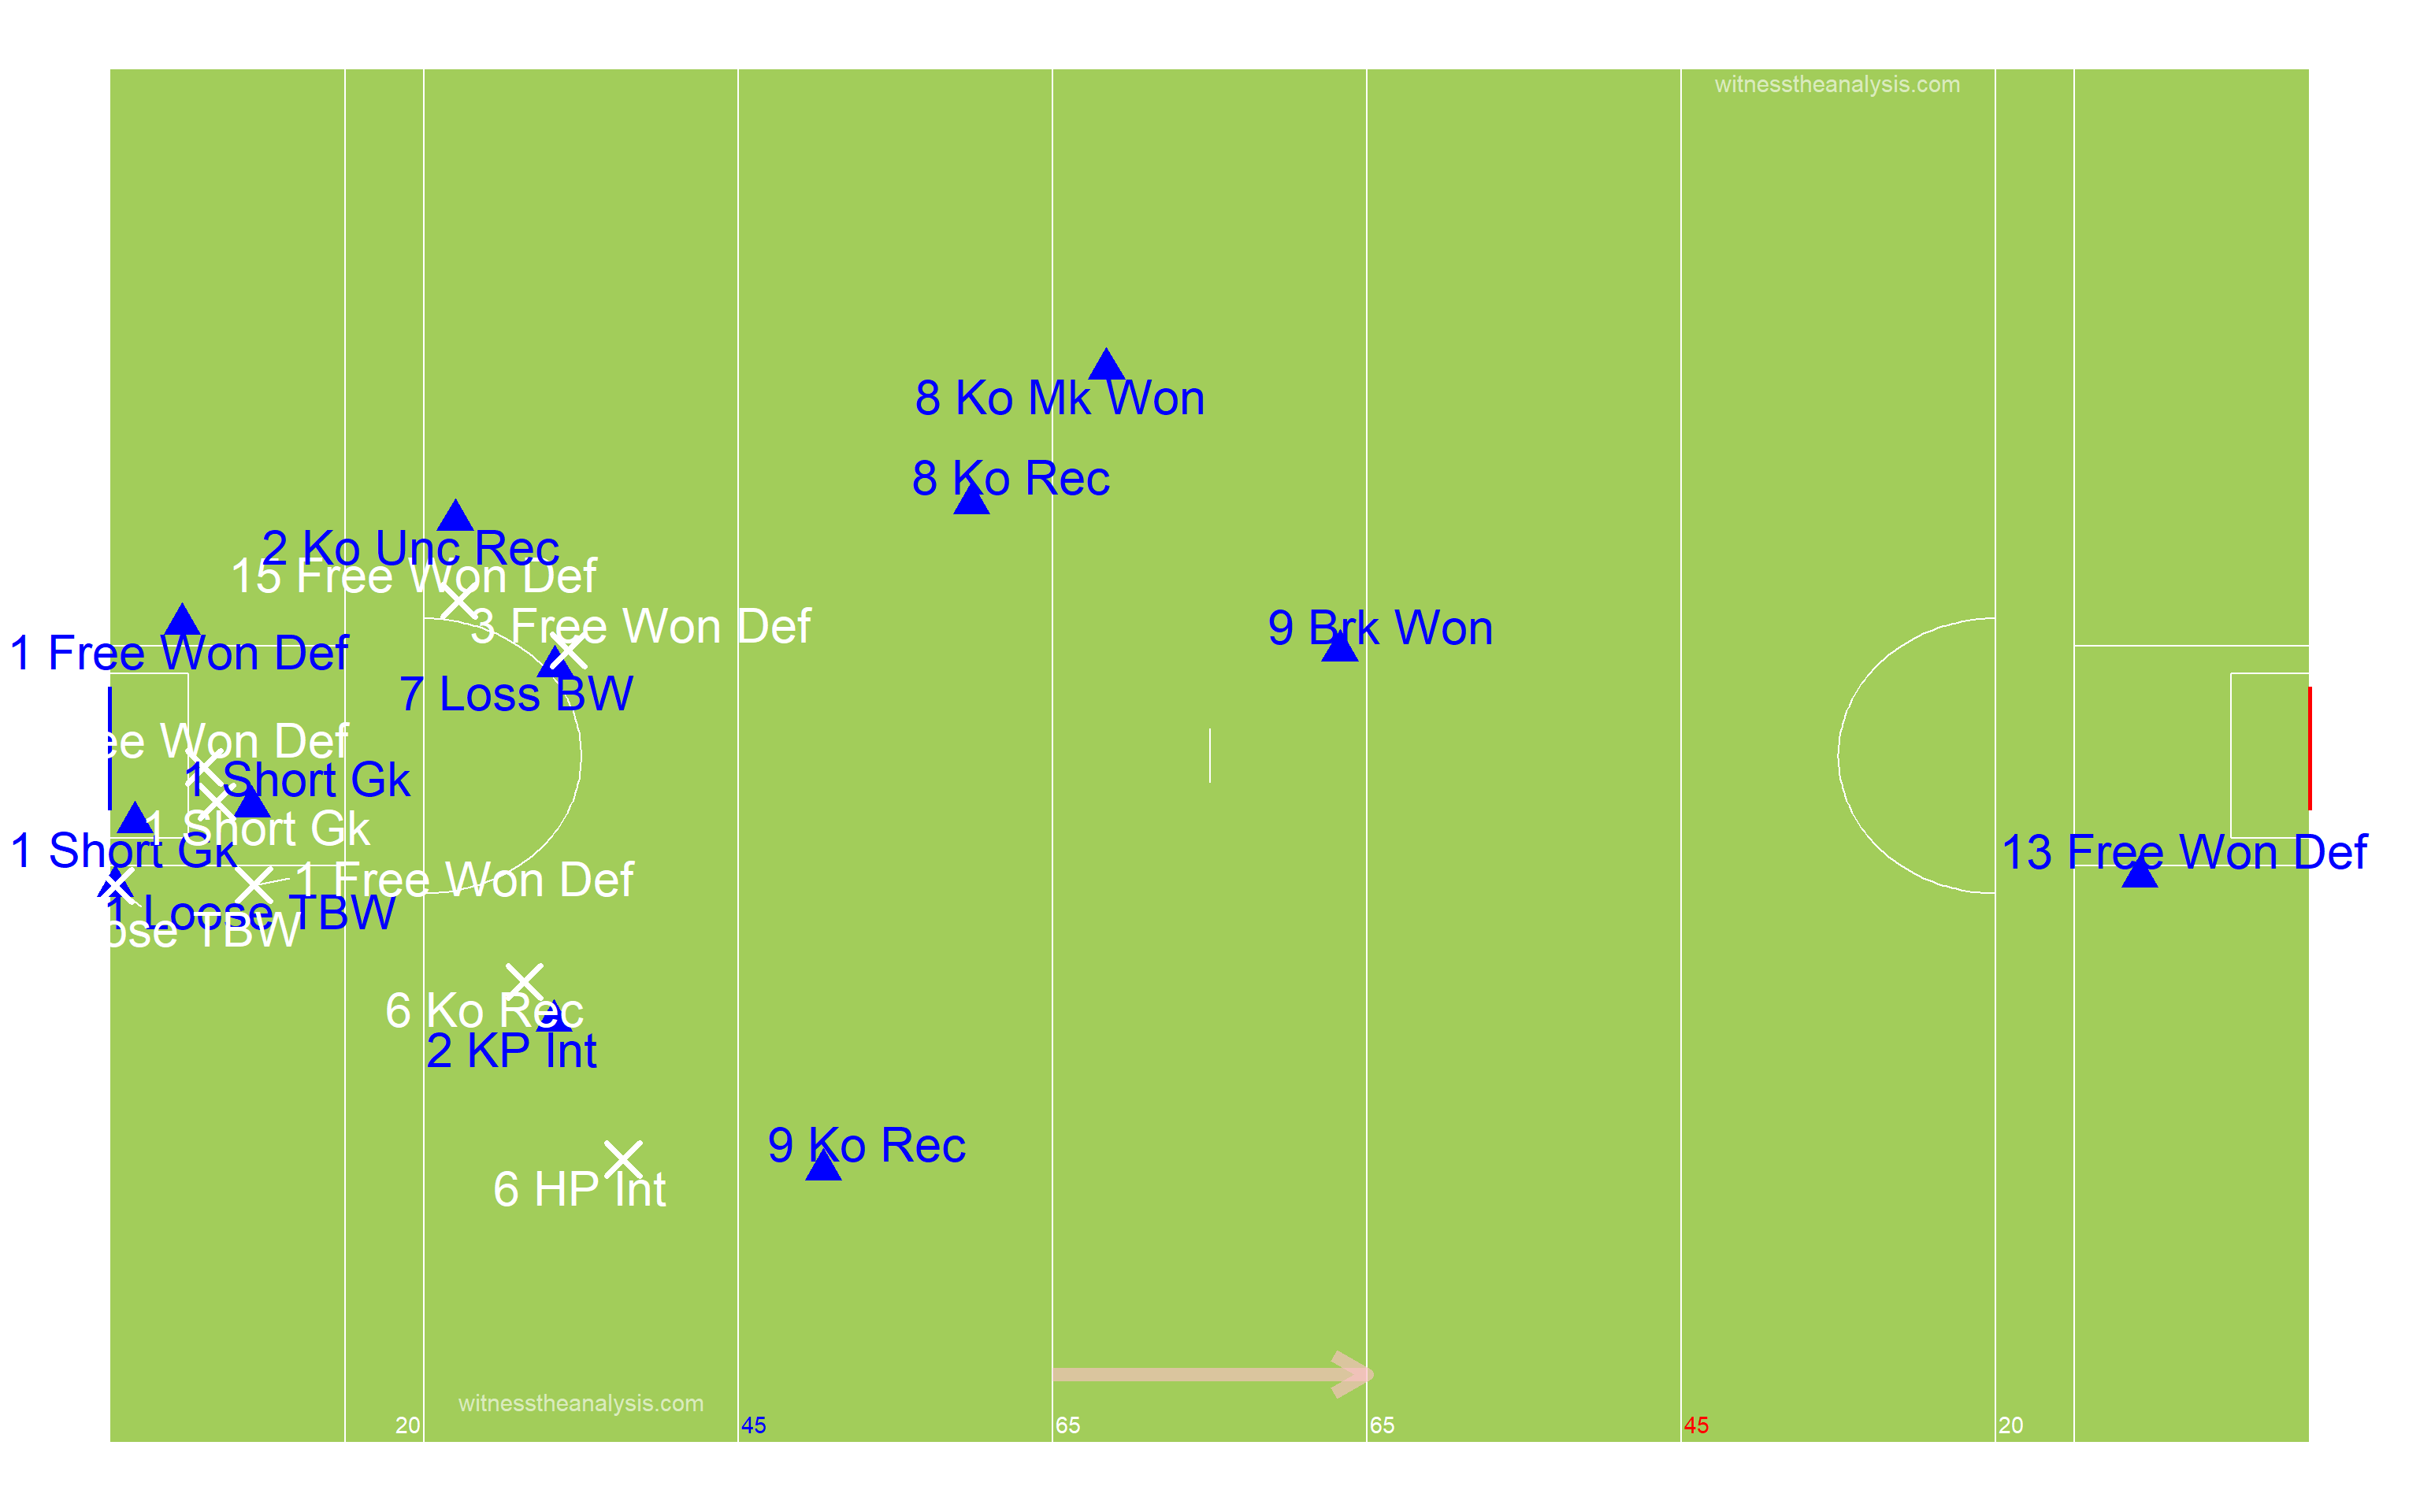 witnesstheanalysis.com
8 Ko Mk Won
8 Ko Rec
2 Ko Unc Rec
15 Free Won Def
3 Free Won Def
9 Brk Won
1 Free Won Def
7 Loss BW
Won Def
1 Short Gk
1 Short Gk
1 Short Gk
13 Free Won Def
1 Free Won Def
1 Loose TBW
TBW
6 Ko Rec
2 KP Int
9 Ko Rec
6 HP Int
witnesstheanalysis.com
20 45 65 65 45 20